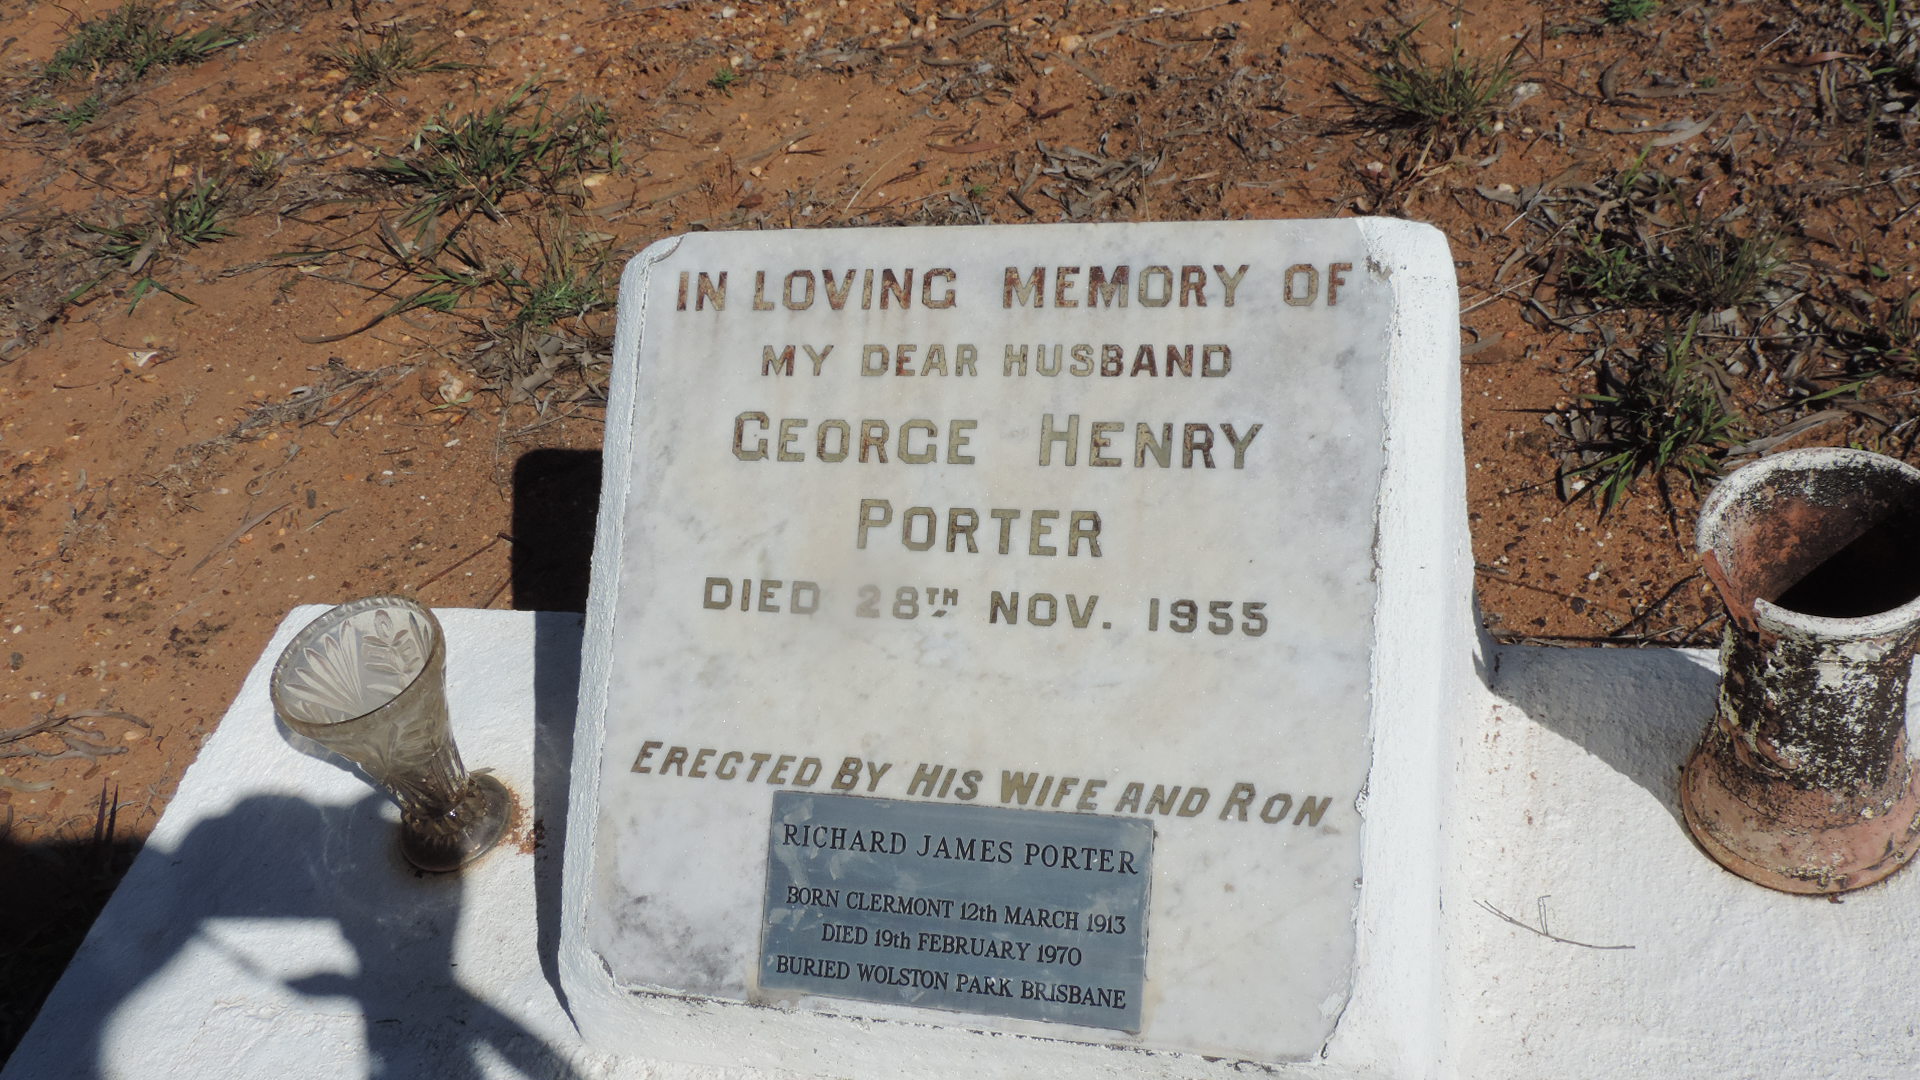 IN LOVING MEMORY OF
MY DEAR HUSBAND
GEORGE HENRY
PORTER
DIED 28TH NOV. 1955
ERECTED BY HIS WIFE AND RON
RICHARD JAMES PORTER
BORN CLERMONT 12th MARCH 1913
DIED 19th FEBRUARY 1970
BURIED WOLSTON PARK BRISBANE